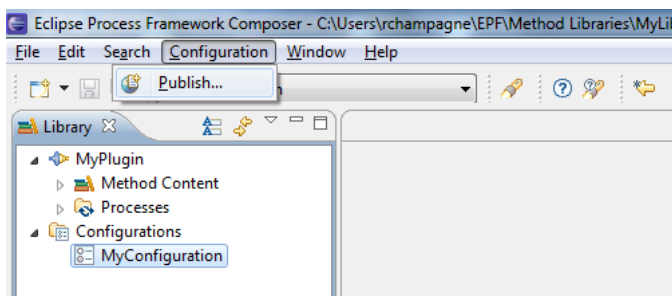 Eclipse Process Framework Composer - C:\Users\rchampagne\EPF\Method Libraries\MyLi
File Edit Search Configuration Window Help
Publish...
Library
MyPlugin
Method Content
Processes
Configurations
MyConfiguration